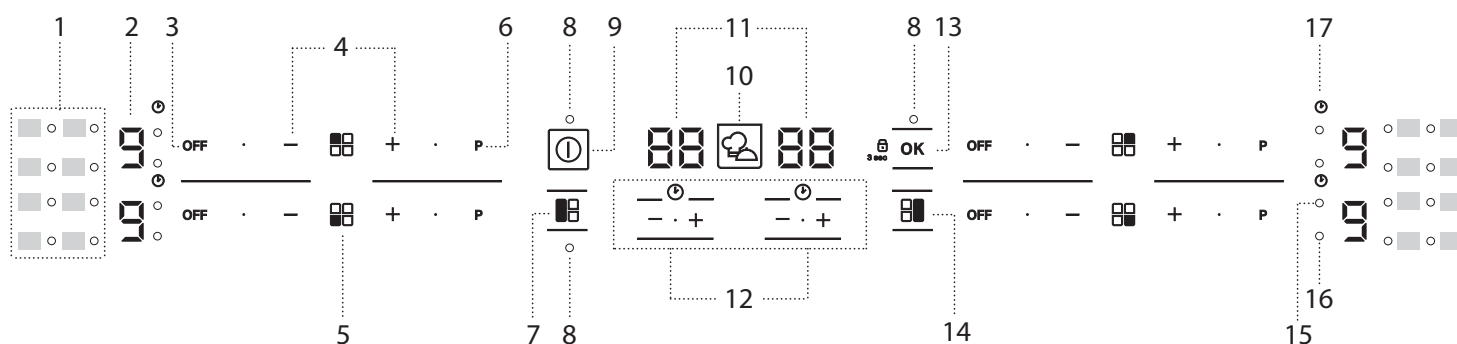 1 2 3 4 6 8 9 11 10 8 13 17
9 OFF · − + · P 88 88 3 sec OK OFF · − + · P 9
9 OFF · − + · P − · + − · + OFF · − + · P 9
5 7 8 12 14 15 16